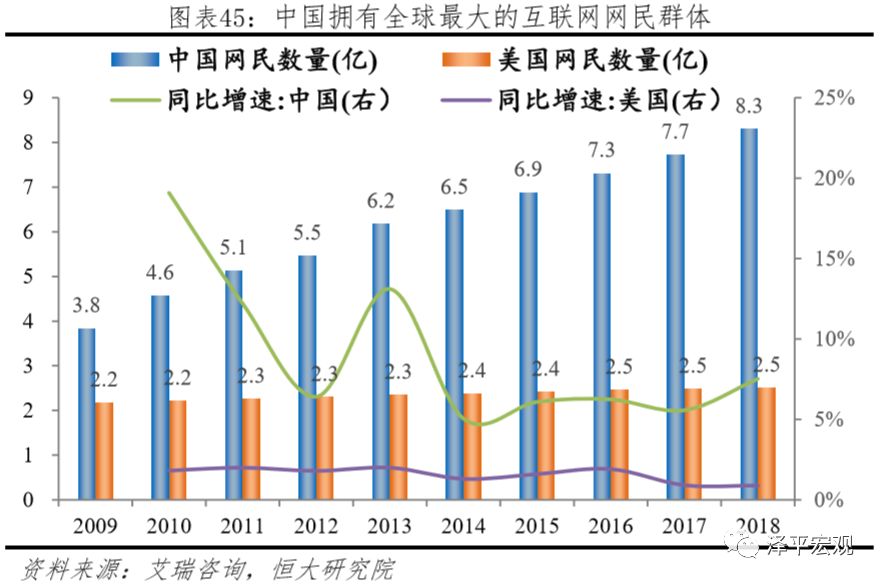 图表45：中国拥有全球最大的互联网网民群体
中国网民数量(亿) 美国网民数量(亿)
同比增速:中国(右） 同比增速:美国(右）
9 25%
8.3
8
7.7
7.3
7 6.9 20%
6.5
6.2
6
5.5 15%
5.1
5
4.6
4 3.8 10%
3
2.2 2.2 2.3 2.3 2.3 2.4 2.4 2.5 2.5 2.5
2 5%
1
0 0%
2009 2010 2011 2012 2013 2014 2015 2016 2017 2018
泽平宏观
资料来源：艾瑞咨询，恒大研究院